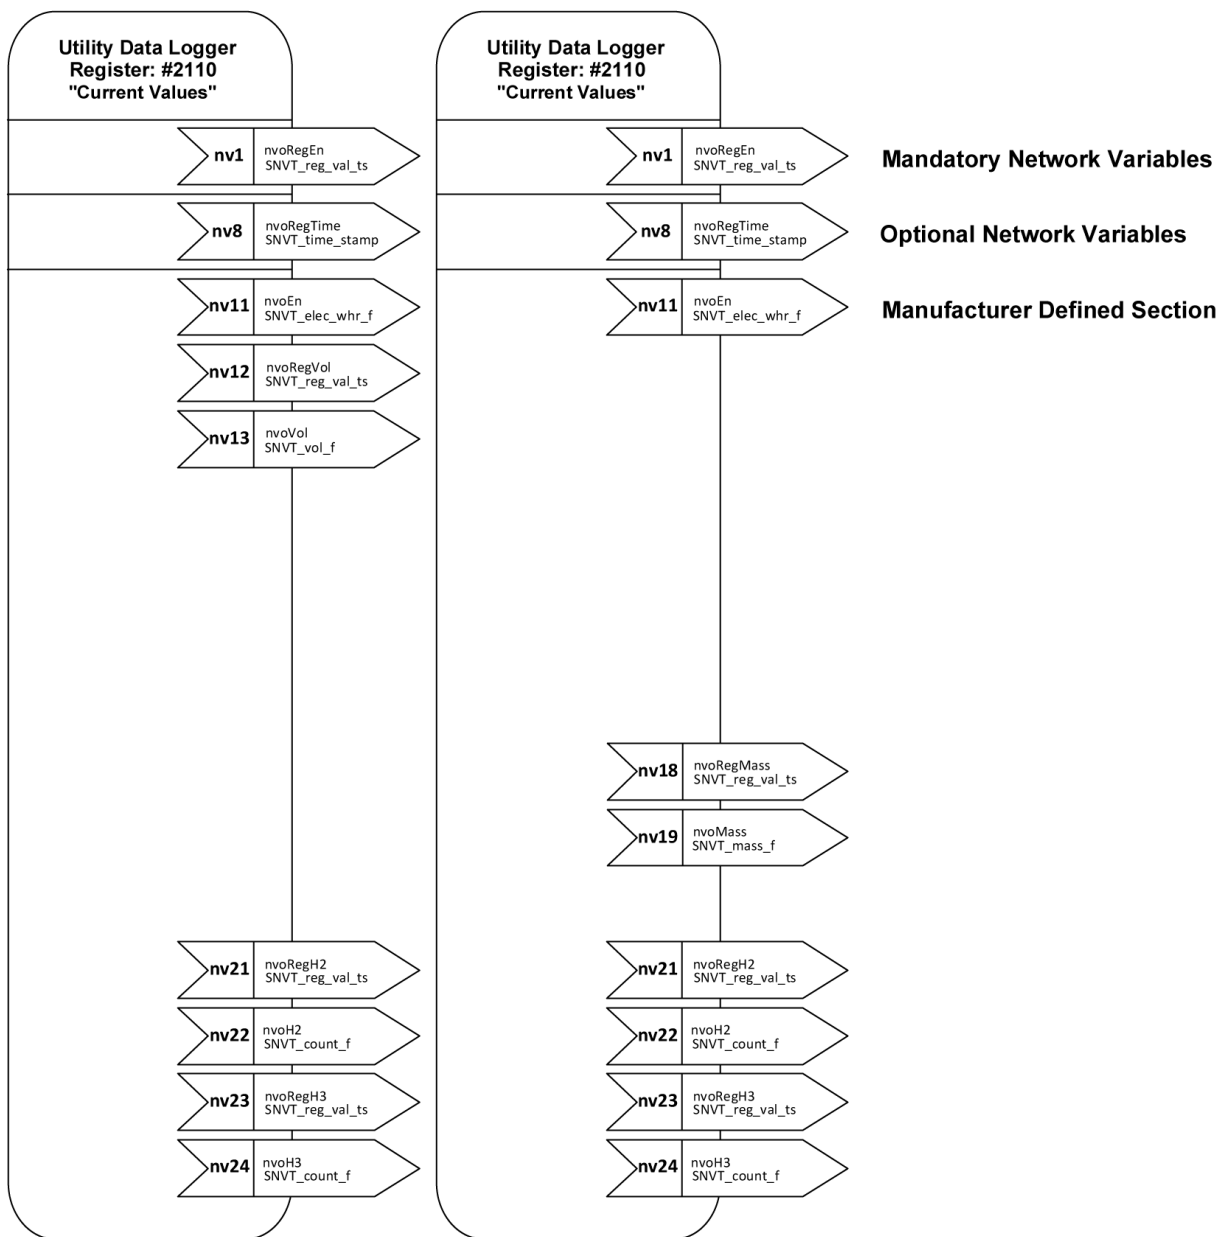 Utility Data Logger
Register: #2110
"Current Values"
nv1
nvoRegEn
SNVT_reg_val_ts
nv8
nvoRegTime
SNVT_time_stamp
nv11
nvoEn
SNVT_elec_whr_f
nv12
nvoRegVol
SNVT_reg_val_ts
nv13
nvoVol
SNVT_vol_f
nv21
nvoRegH2
SNVT_reg_val_ts
nv22
nvoH2
SNVT_count_f
nv23
nvoRegH3
SNVT_reg_val_ts
nv24
nvoH3
SNVT_count_f
Utility Data Logger
Register: #2110
"Current Values"
nv1
nvoRegEn
SNVT_reg_val_ts
nv8
nvoRegTime
SNVT_time_stamp
nv11
nvoEn
SNVT_elec_whr_f
nv18
nvoRegMass
SNVT_reg_val_ts
nv19
nvoMass
SNVT_mass_f
nv21
nvoRegH2
SNVT_reg_val_ts
nv22
nvoH2
SNVT_count_f
nv23
nvoRegH3
SNVT_reg_val_ts
nv24
nvoH3
SNVT_count_f
Mandatory Network Variables
Optional Network Variables
Manufacturer Defined Section